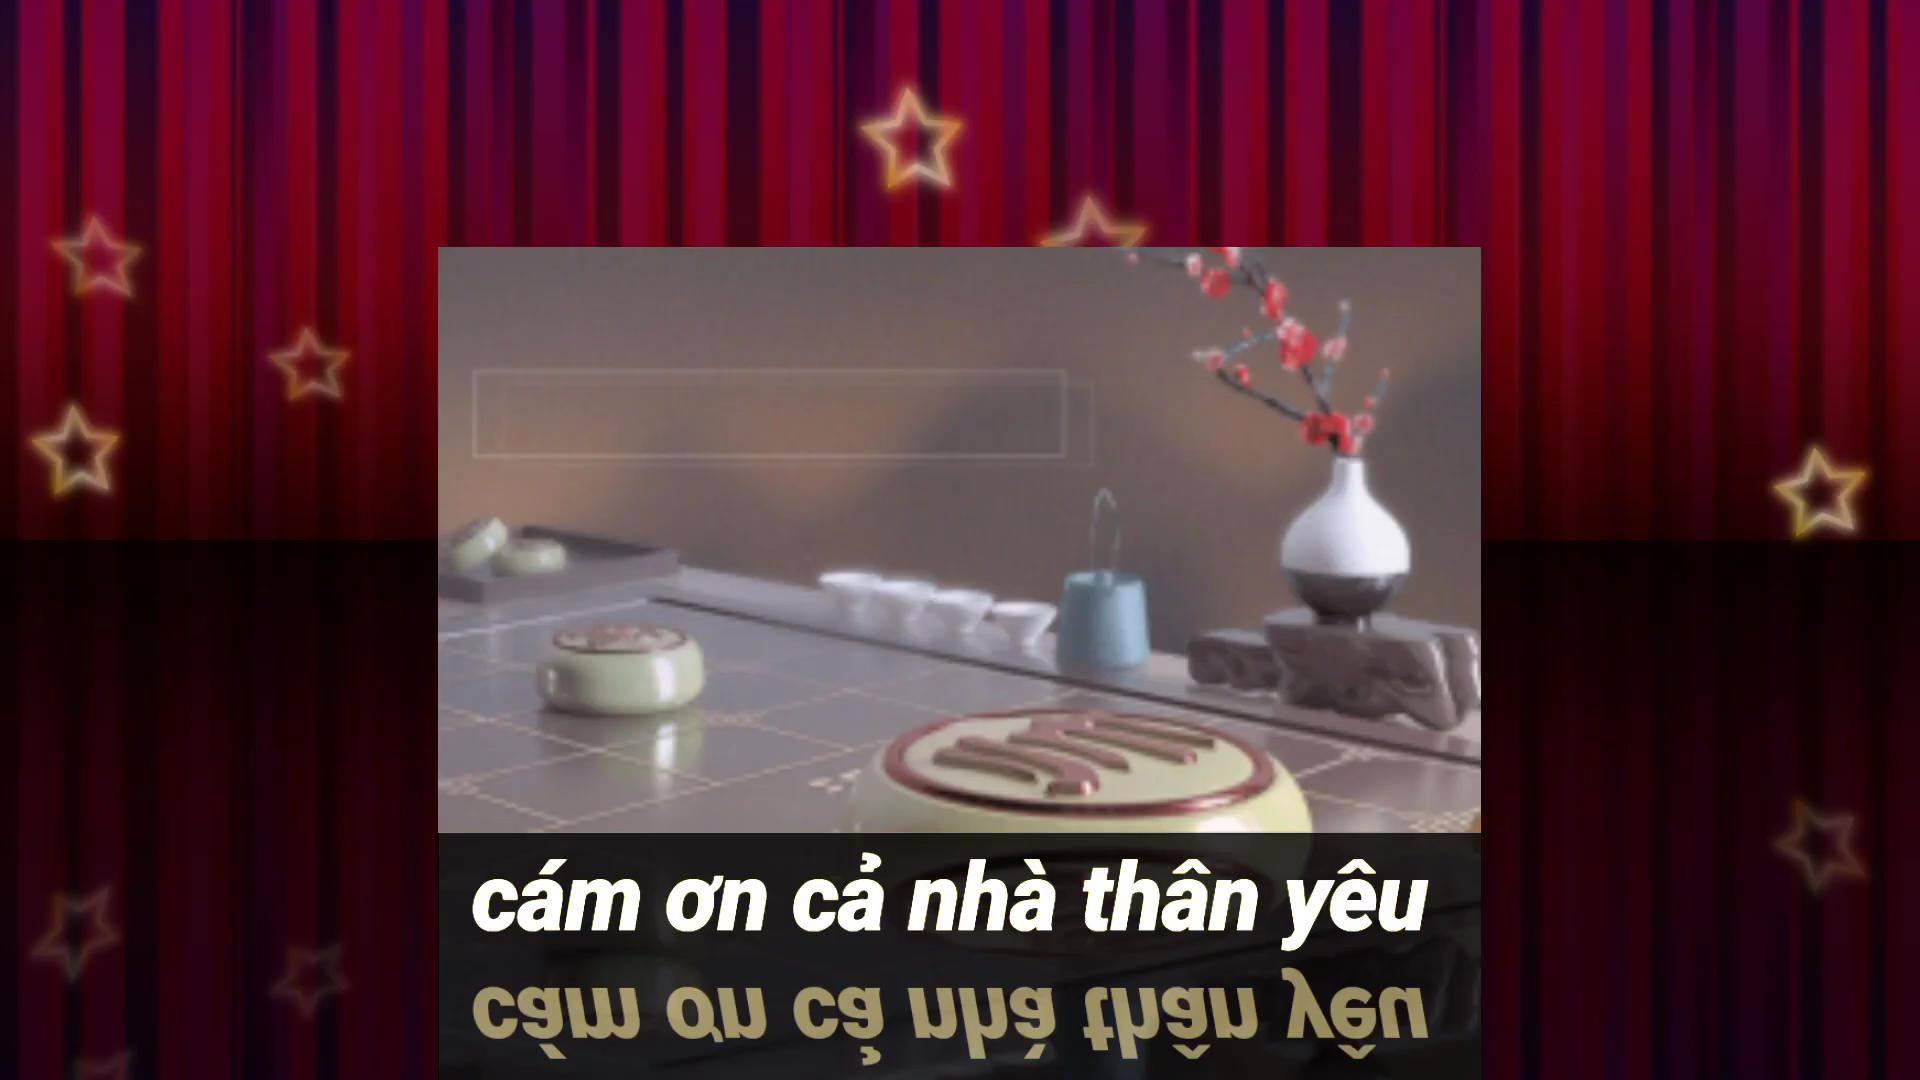 cám ơn cả nhà thân yêu